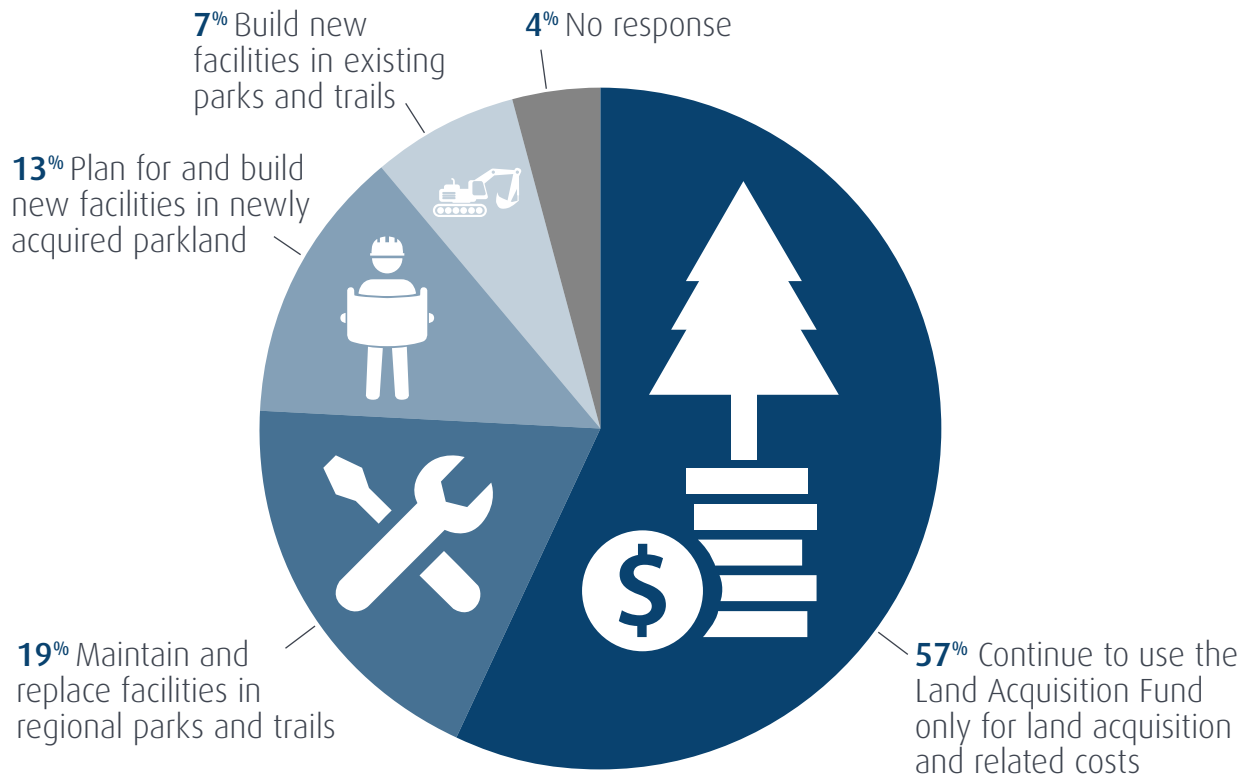 7% Build new
facilities in existing
parks and trails
4% No response
13% Plan for and build
new facilities in newly
acquired parkland
$
19% Maintain and
replace facilities in
regional parks and trails
57% Continue to use the
Land Acquisition Fund
only for land acquisition
and related costs